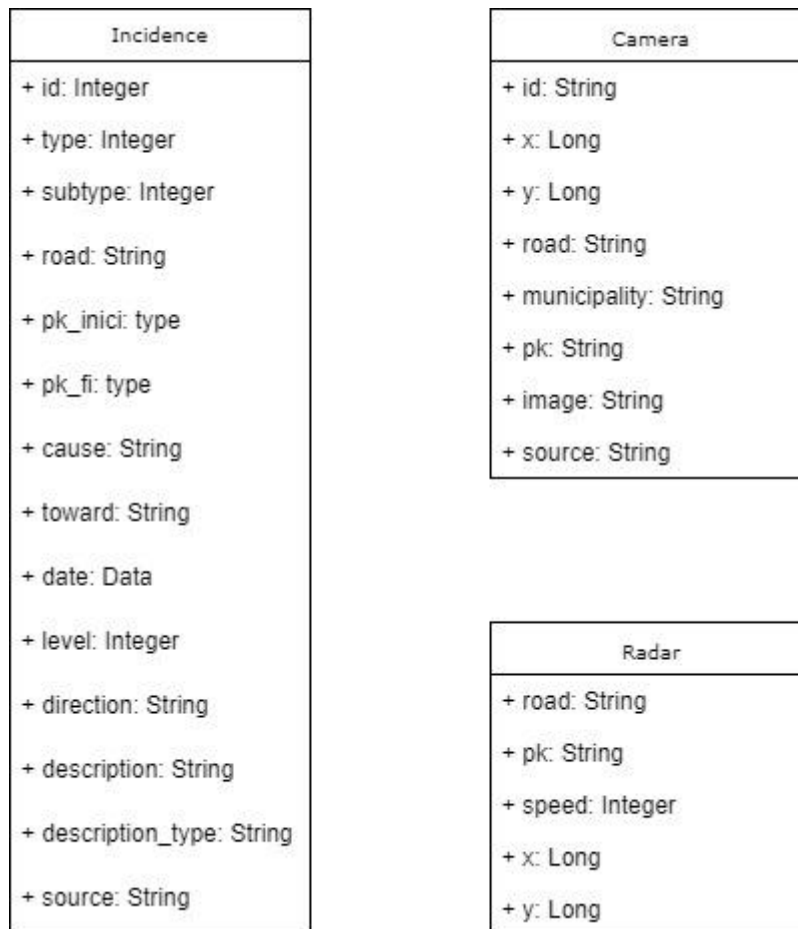 Incidence
+ id: Integer
+ type: Integer
+ subtype: Integer
+ road: String
+ pk_inici: type
+ pk_fi: type
+ cause: String
+ toward: String
+ date: Data
+ level: Integer
+ direction: String
+ description: String
+ description_type: String
+ source: String
Camera
+ id: String
+ x: Long
+ y: Long
+ road: String
+ municipality: String
+ pk: String
+ image: String
+ source: String
Radar
+ road: String
+ pk: String
+ speed: Integer
+ x: Long
+ y: Long